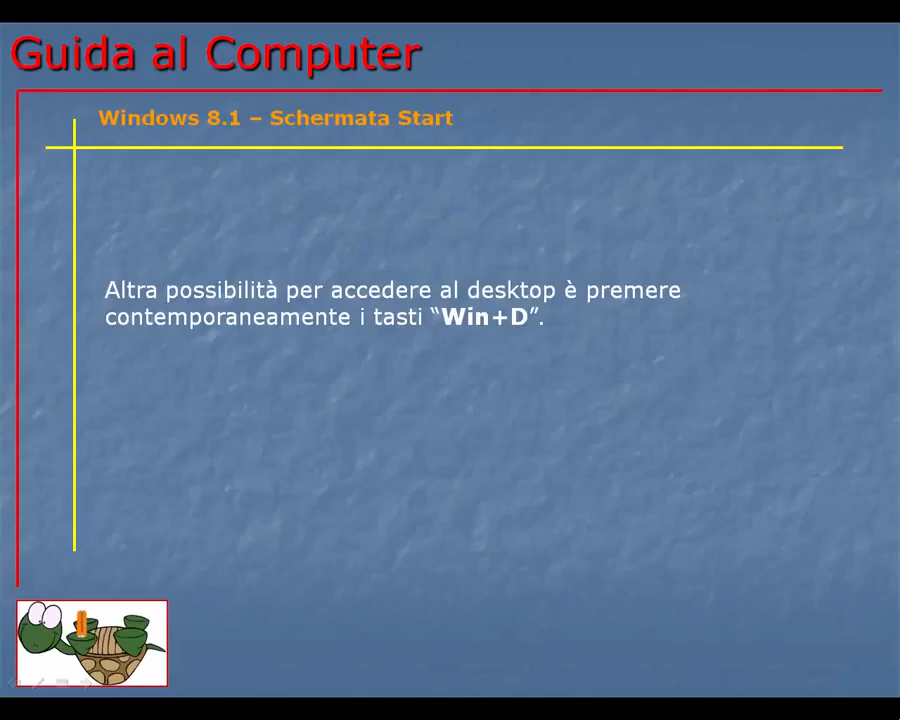 Guida al Computer
Windows 8.1 – Schermata Start
Altra possibilità per accedere al desktop è premere
contemporaneamente i tasti “Win+D”.